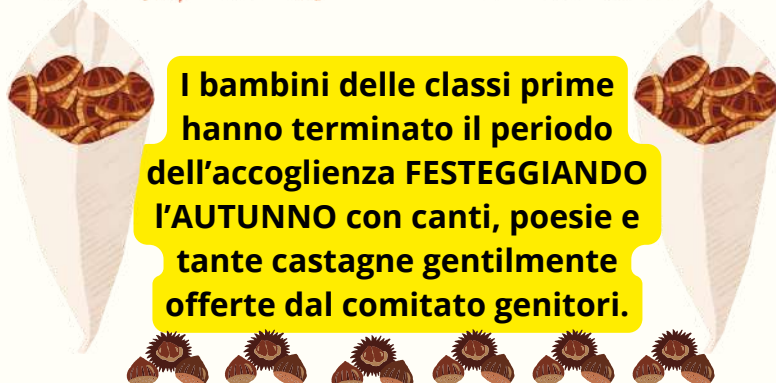 I bambini delle classi prime
hanno terminato il periodo
dell’accoglienza FESTEGGIANDO
l’AUTUNNO con canti, poesie e
tante castagne gentilmente
offerte dal comitato genitori.